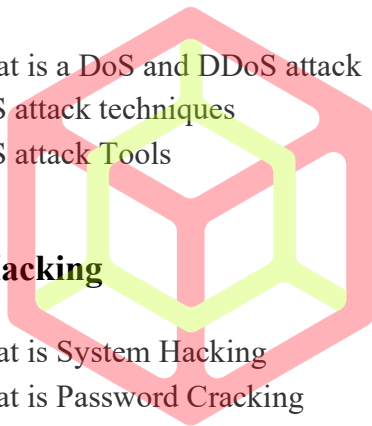 at is a DoS and DDoS attack
S attack techniques
S attack Tools
acking
at is System Hacking
at is Password Cracking